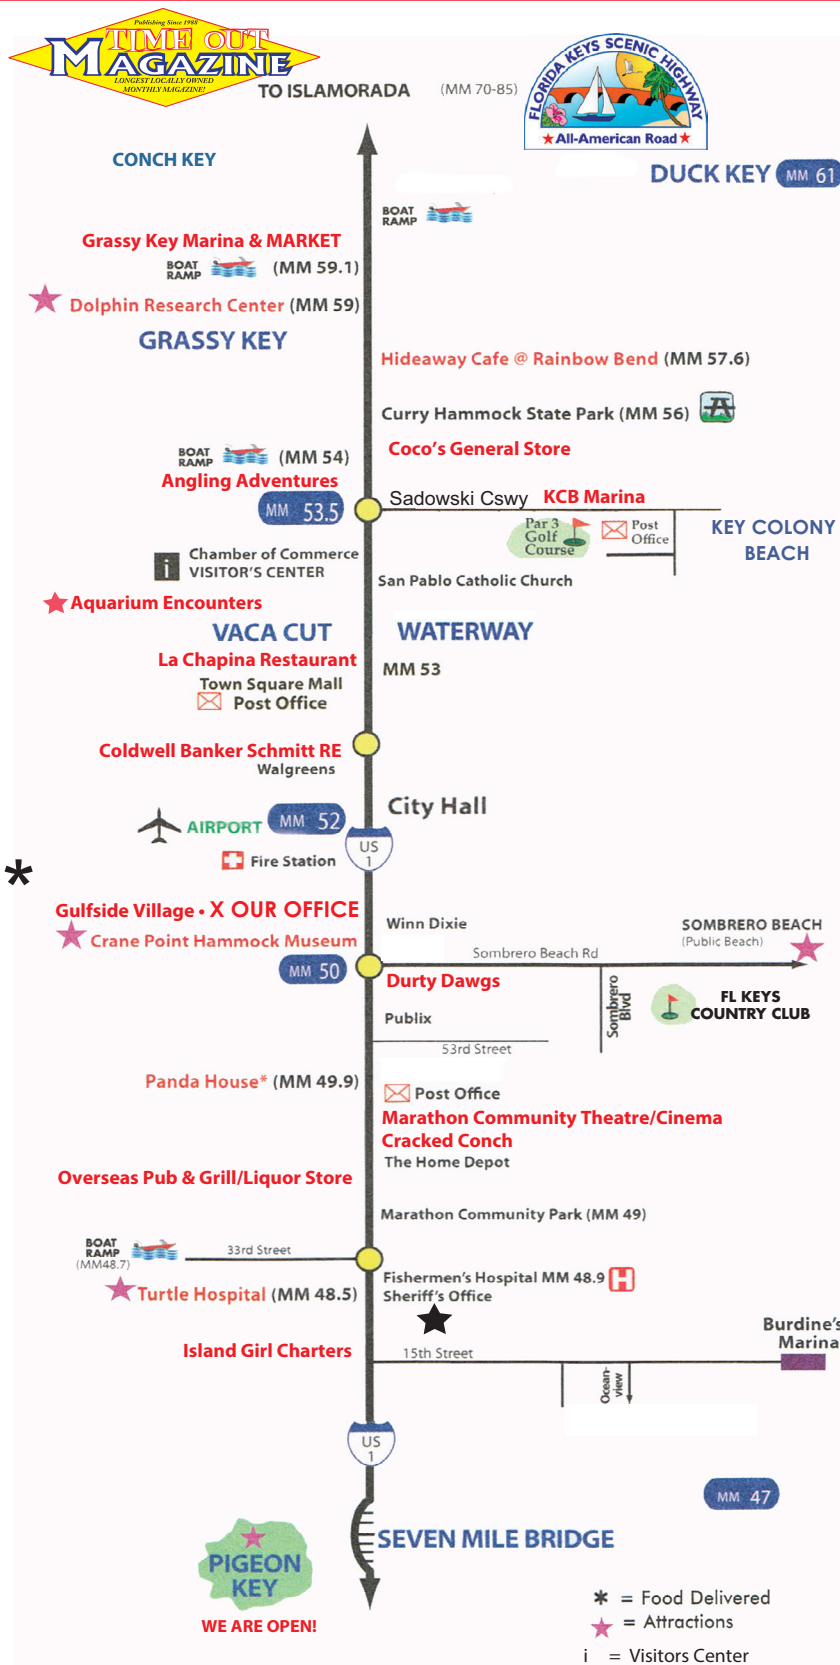 Publishing Since 1988
TIME OUT
MAGAZINE
LONGEST LOCALLY OWNED
MONTHLY MAGAZINE!
TO ISLAMORADA (MM 70-85)
FLORIDA KEYS SCENIC HIGHWAY
★All-American Road★
CONCH KEY
DUCK KEY MM 61
BOAT
RAMP
Grassy Key Marina & MARKET
BOAT
RAMP (MM 59.1)
Dolphin Research Center (MM 59)
GRASSY KEY
Hideaway Cafe @ Rainbow Bend (MM 57.6)
Curry Hammock State Park (MM 56)
Coco's General Store
BOAT
RAMP (MM 54)
Angling Adventures
MM 53.5
Sadowski Cswy KCB Marina
Par 3
Golf
Course
Post
Office
KEY COLONY
BEACH
i
Chamber of Commerce
VISITOR'S CENTER
San Pablo Catholic Church
Aquarium Encounters
VACA CUT WATERWAY
La Chapina Restaurant
MM 53
Town Square Mall
Post Office
Coldwell Banker Schmitt RE
Walgreens
City Hall
AIRPORT MM 52
US
1
Fire Station
*
Gulfside Village • X OUR OFFICE
Crane Point Hammock Museum
MM 50
Winn Dixie
Sombrero Beach Rd
SOMBRERO BEACH
(Public Beach)
Durty Dawgs
Sombrero
Blvd
FL KEYS
COUNTRY CLUB
Publix
53rd Street
Panda House* (MM 49.9)
Post Office
Marathon Community Theatre/Cinema
Cracked Conch
The Home Depot
Overseas Pub & Grill/Liquor Store
Marathon Community Park (MM 49)
BOAT
RAMP
(MM48.7)
33rd Street
Turtle Hospital (MM 48.5)
Fishermen's Hospital MM 48.9 H
Sheriff's Office
Burdine's
Marina
Island Girl Charters
15th Street
Ocean-
view
US
1
MM 47
SEVEN MILE BRIDGE
PIGEON
KEY
WE ARE OPEN!
* = Food Delivered
★ = Attractions
i = Visitors Center